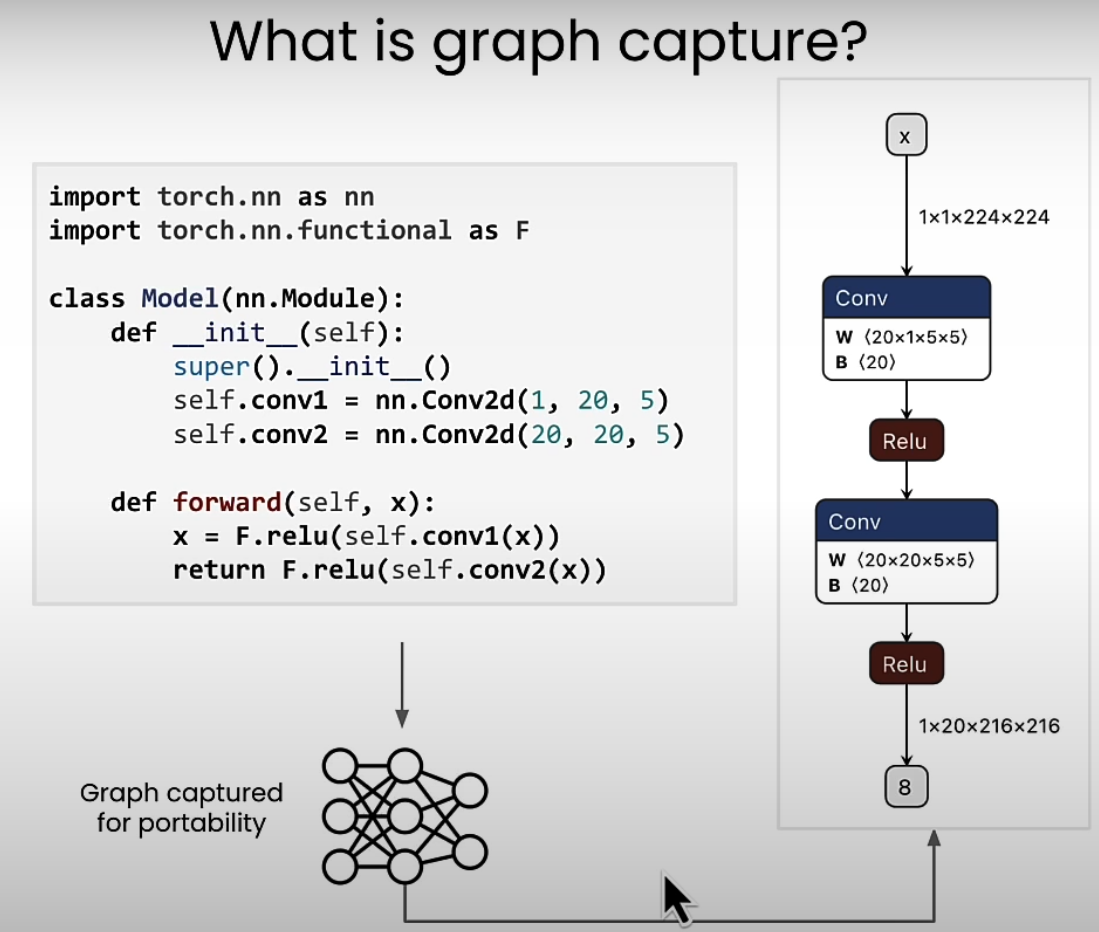 What is graph capture?
import torch.nn as nn
import torch.nn.functional as F
class Model(nn.Module):
    def __init__(self):
        super().__init__()
        self.conv1 = nn.Conv2d(1, 20, 5)
        self.conv2 = nn.Conv2d(20, 20, 5)
    def forward(self, x):
        x = F.relu(self.conv1(x))
        return F.relu(self.conv2(x))
Graph captured
for portability
x
1×1×224×224
Conv
W ⟨20×1×5×5⟩
B ⟨20⟩
Relu
Conv
W ⟨20×20×5×5⟩
B ⟨20⟩
Relu
1×20×216×216
8